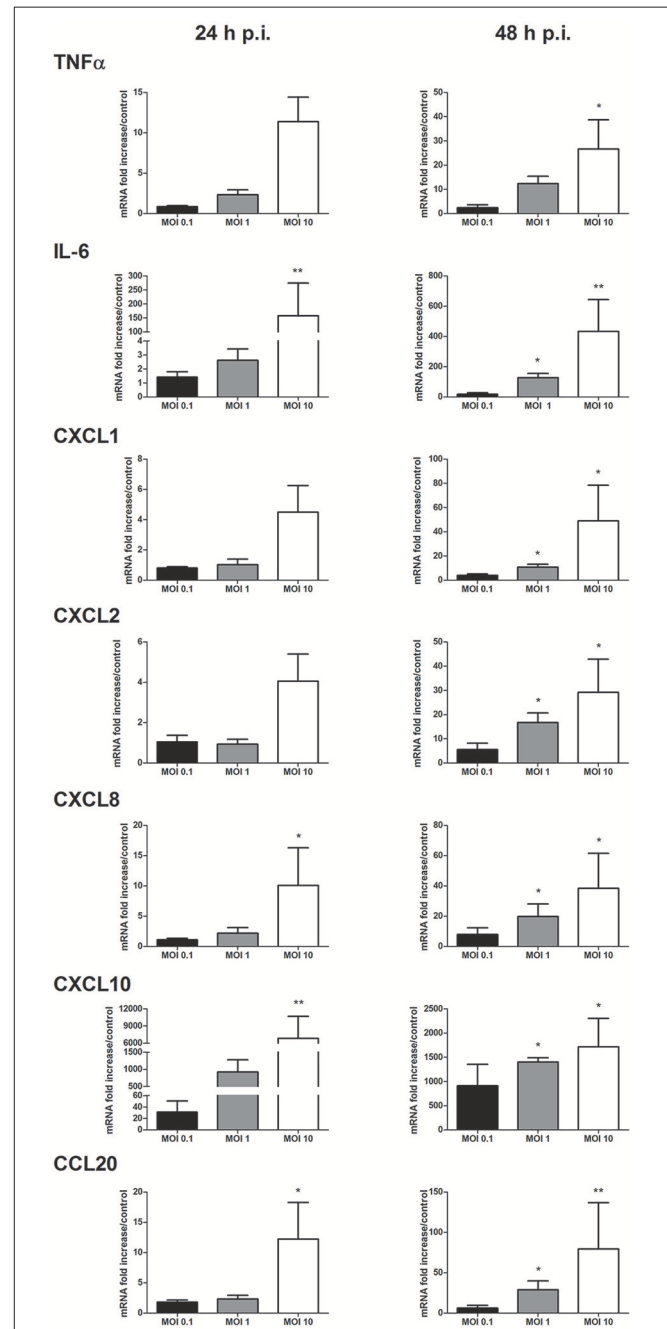 24 h p.i. 48 h p.i.
TNFα
mRNA fold increase/control
15
10
5
0
MOI 0.1 MOI 1 MOI 10
mRNA fold increase/control
50
40
30
20
10
0
*
MOI 0.1 MOI 1 MOI 10
IL-6
mRNA fold increase/control
300
250
200
150
100
4
3
2
1
0
**
MOI 0.1 MOI 1 MOI 10
mRNA fold increase/control
800
600
400
200
0
* **
MOI 0.1 MOI 1 MOI 10
CXCL1
mRNA fold increase/control
8
6
4
2
0
MOI 0.1 MOI 1 MOI 10
mRNA fold increase/control
100
80
60
40
20
0
* *
MOI 0.1 MOI 1 MOI 10
CXCL2
mRNA fold increase/control
6
4
2
0
MOI 0.1 MOI 1 MOI 10
mRNA fold increase/control
50
40
30
20
10
0
* *
MOI 0.1 MOI 1 MOI 10
CXCL8
mRNA fold increase/control
20
15
10
5
0
*
MOI 0.1 MOI 1 MOI 10
mRNA fold increase/control
80
60
40
20
0
* *
MOI 0.1 MOI 1 MOI 10
CXCL10
mRNA fold increase/control
12000
9000
6000
1500
1000
500
60
40
20
0
**
MOI 0.1 MOI 1 MOI 10
mRNA fold increase/control
2500
2000
1500
1000
500
0
* *
MOI 0.1 MOI 1 MOI 10
CCL20
mRNA fold increase/control
20
15
10
5
0
*
MOI 0.1 MOI 1 MOI 10
mRNA fold increase/control
150
100
50
0
* **
MOI 0.1 MOI 1 MOI 10